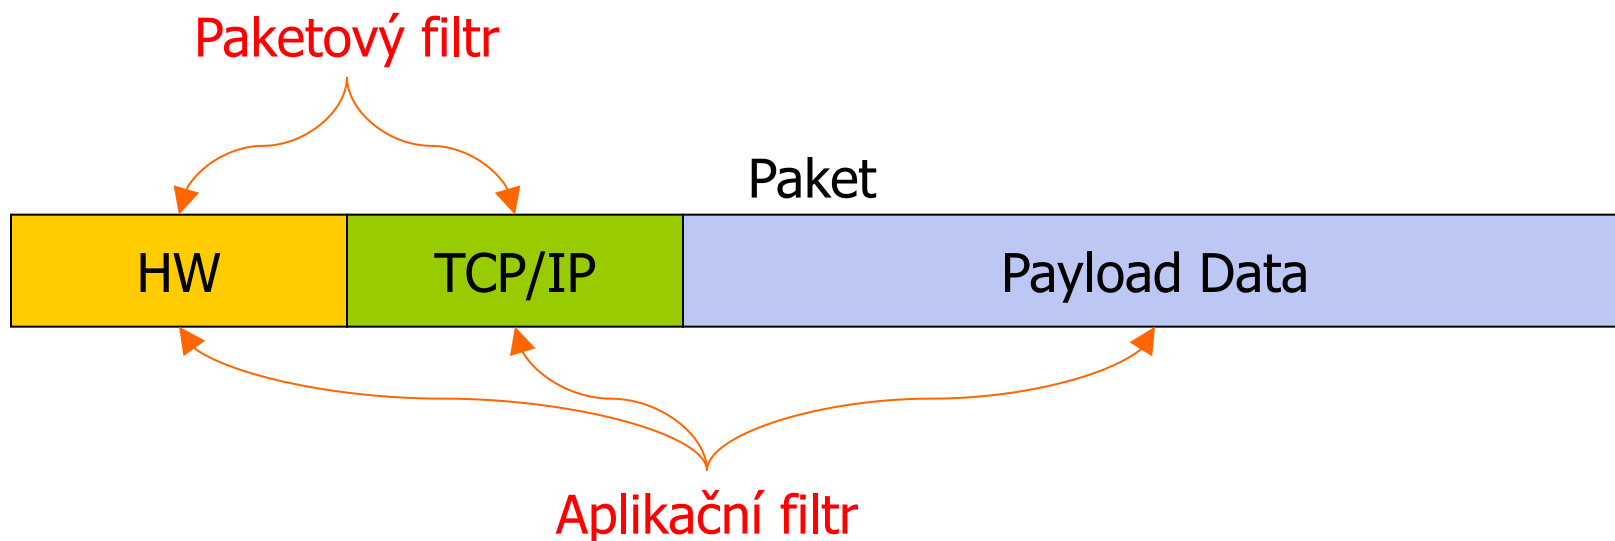 Paketový filtr
Paket
HW
TCP/IP
Payload Data
Aplikační filtr